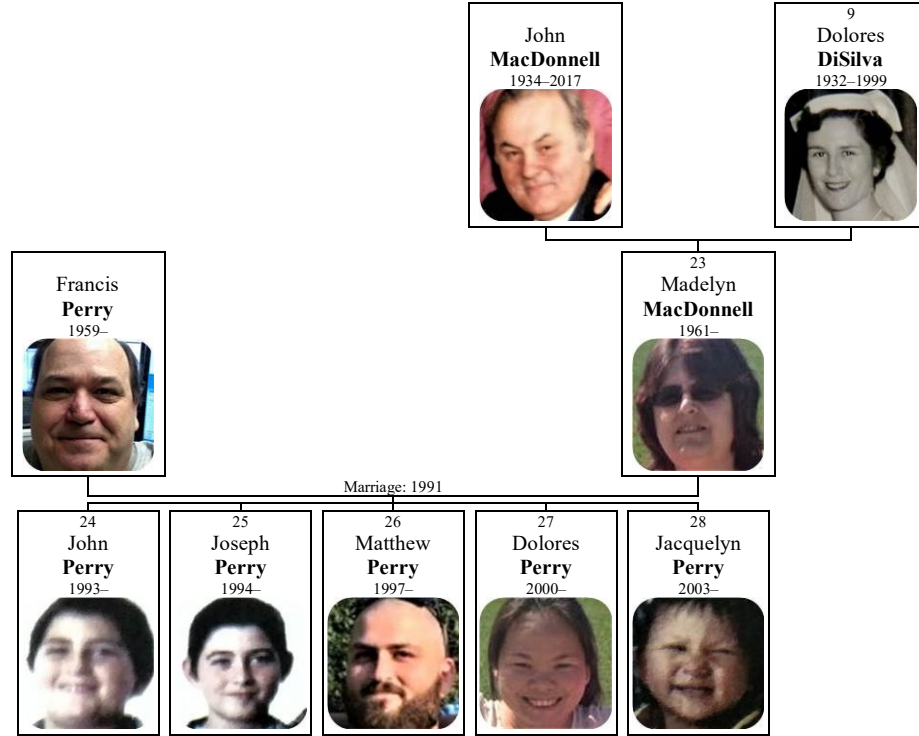 John
MacDonnell
1934–2017
9
Dolores
DiSilva
1932–1999
Francis
Perry
1959–
23
Madelyn
MacDonnell
1961–
Marriage: 1991
24
John
Perry
1993–
25
Joseph
Perry
1994–
26
Matthew
Perry
1997–
27
Dolores
Perry
2000–
28
Jacquelyn
Perry
2003–